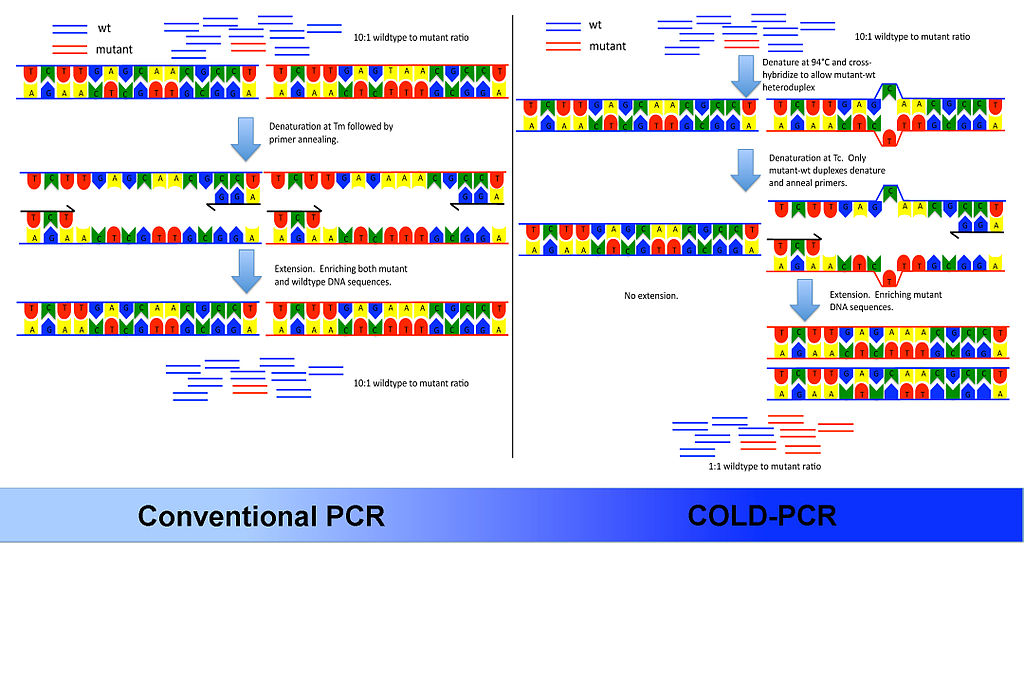 wt
mutant
10:1 wildtype to mutant ratio
T C T T G A G C A A C G C C T
A G A A C T C G T T G C G G A
T C T T G A G T A A C G C C T
A G A A C T C T T T G C G G A
Denaturation at Tm followed by
primer annealing.
T C T T G A G C A A C G C C T
G G A
T C T
A G A A C T C G T T G C G G A
T C T T G A G A A A C G C C T
G G A
T C T
A G A A C T C T T T G C G G A
Extension. Enriching both mutant
and wildtype DNA sequences.
T C T T G A G C A A C G C C T
A G A A C T C G T T G C G G A
T C T T G A G A A A C G C C T
A G A A C T C T T T G C G G A
10:1 wildtype to mutant ratio
wt
mutant
10:1 wildtype to mutant ratio
Denature at 94°C and cross-
hybridize to allow mutant-wt
heteroduplex
T C T T G A G C A A C G C C T
A G A A C T C G T T G C G G A
C
T C T T G A G A A C G C C T
A G A A C T C T T G C G G A
T
Denaturation at Tc. Only
mutant-wt duplexes denature
and anneal primers.
T C T T G A G C A A C G C C T
A G A A C T C G T T G C G G A
C
T C T T G A G A A C G C C T
G G A
T C T
A G A A C T C T T G C G G A
T
No extension.
Extension. Enriching mutant
DNA sequences.
T C T T G A G A A A C G C C T
A G A A C T C T T T G C G G A
T C T T G A G C A A C G C C T
1:1 wildtype to mutant ratio
Conventional PCR
COLD-PCR